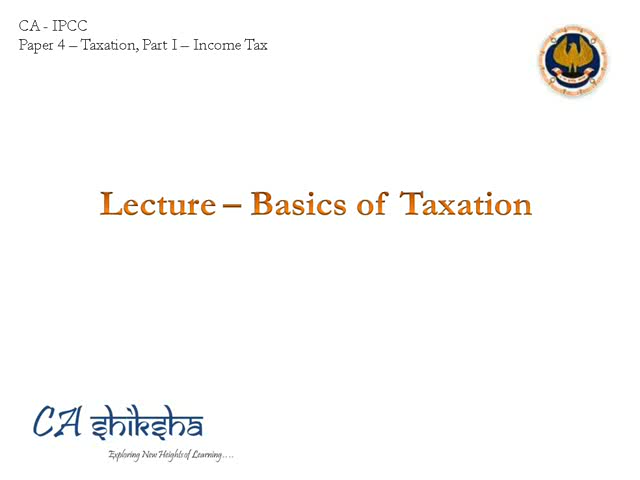 CA - IPCC
Paper 4 – Taxation, Part I – Income Tax
Lecture – Basics of Taxation
CA shiksha
Exploring New Heights of Learning….